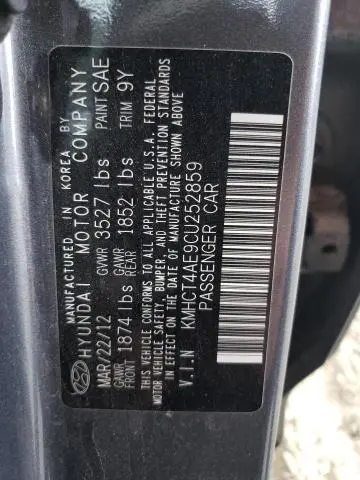 MANUFACTURED IN KOREA BY
HYUNDAI MOTOR COMPANY
MAR/22/12 GVWR 3527 lbs PAINT SAE
GAWR FRONT 1874 lbs GAWR REAR 1852 lbs TRIM 9Y
THIS VEHICLE CONFORMS TO ALL APPLICABLE U.S.A. FEDERAL
MOTOR VEHICLE SAFETY, BUMPER, AND THEFT PREVENTION
STANDARDS IN EFFECT ON THE DATE OF MANUFACTURE SHOWN ABOVE
V.I.N KMHCT4AE9CU252859
PASSENGER CAR